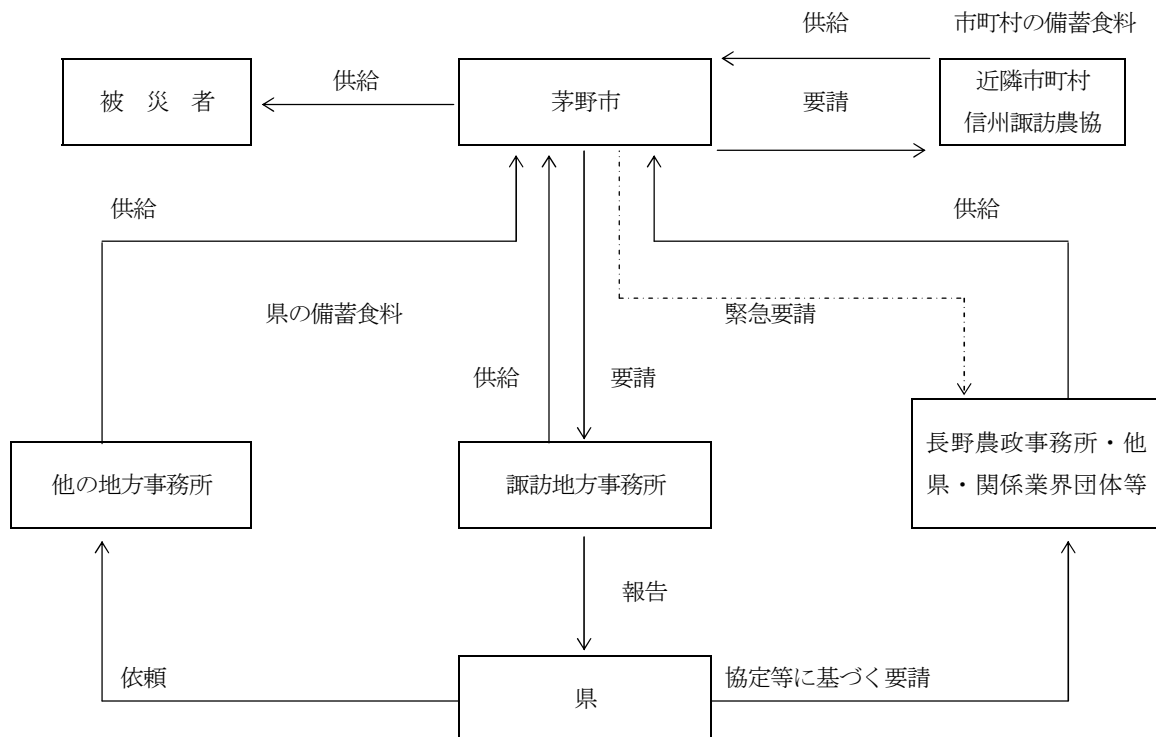 供給
市町村の備蓄食料
被 災 者
供給
茅野市
要請
近隣市町村
信州諏訪農協
供給
供給
県の備蓄食料
緊急要請
供給
要請
他の地方事務所
諏訪地方事務所
長野農政事務所・他
県・関係業界団体等
報告
依頼
県
協定等に基づく要請